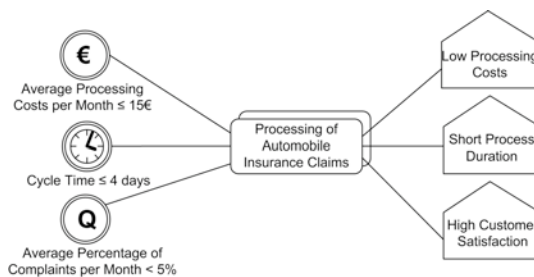 €
Average Processing
Costs per Month ≤ 15€
Cycle Time ≤ 4 days
Q
Average Percentage of
Complaints per Month < 5%
Processing of
Automobile
Insurance Claims
Low Processing
Costs
Short Process
Duration
High Customer
Satisfaction